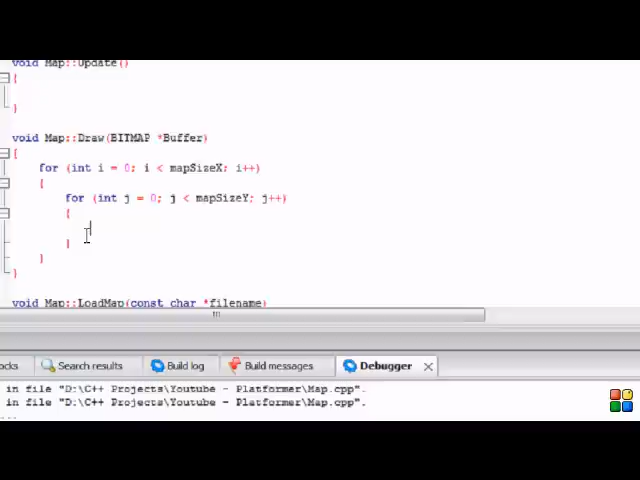 void Map::Update()
{
}
void Map::Draw(BITMAP *Buffer)
{
for (int i = 0; i < mapSizeX; i++)
{
for (int j = 0; j < mapSizeY; j++)
{
}
}
}
void Map::LoadMap(const char *filename)
ocks Search results Build log Build messages Debugger
in file "D:\C++ Projects\Youtube - Platformer\Map.cpp".
in file "D:\C++ Projects\Youtube - Platformer\Map.cpp".
...